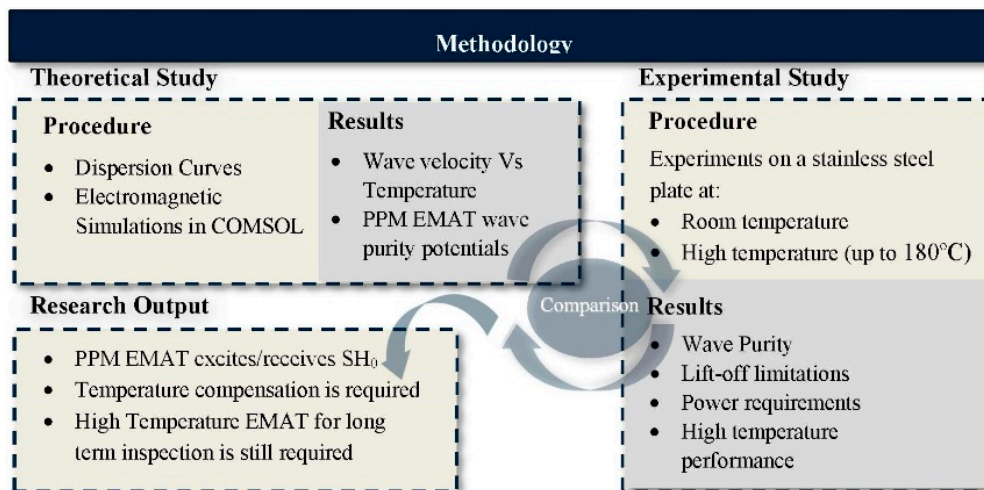 Methodology
Theoretical Study
Procedure
• Dispersion Curves
• Electromagnetic
Simulations in COMSOL
Results
• Wave velocity Vs
Temperature
• PPM EMAT wave
purity potentials
Experimental Study
Procedure
Experiments on a stainless steel
plate at:
• Room temperature
• High temperature (up to 180°C)
Results
• Wave Purity
• Lift-off limitations
• Power requirements
• High temperature
performance
Comparison
Research Output
• PPM EMAT excites/receives SH₀
• Temperature compensation is required
• High Temperature EMAT for long
term inspection is still required